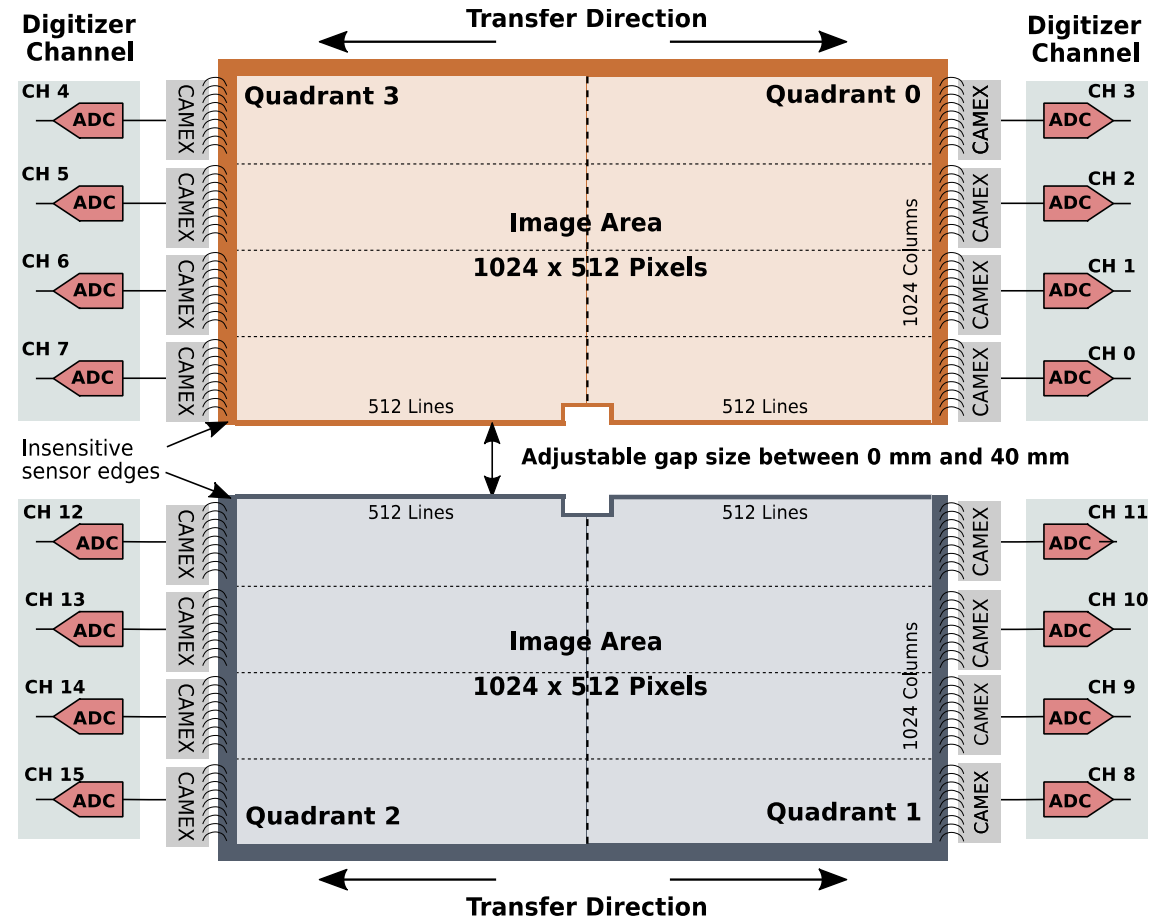 Transfer Direction
Digitizer
Channel
Digitizer
Channel
CH 4
ADC
CAMEX
Quadrant 3
Quadrant 0
CAMEX
CH 3
ADC
CH 5
ADC
CAMEX
CAMEX
CH 2
ADC
Image Area
1024 x 512 Pixels
1024 Columns
CH 6
ADC
CAMEX
CAMEX
CH 1
ADC
CH 7
ADC
CAMEX
512 Lines
512 Lines
CAMEX
CH 0
ADC
Insensitive
sensor edges
Adjustable gap size between 0 mm and 40 mm
CH 12
ADC
CAMEX
512 Lines
512 Lines
CAMEX
CH 11
ADC
CH 13
ADC
CAMEX
CAMEX
CH 10
ADC
Image Area
1024 x 512 Pixels
1024 Columns
CH 14
ADC
CAMEX
CAMEX
CH 9
ADC
CH 15
ADC
CAMEX
Quadrant 2
Quadrant 1
CAMEX
CH 8
ADC
Transfer Direction